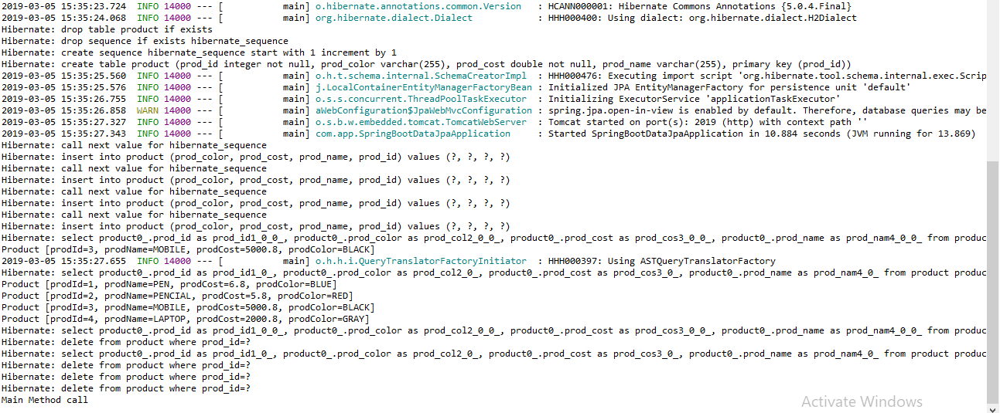 2019-03-05 15:35:23.724  INFO 14000 --- [           main] o.hibernate.annotations.common.Version   : HCANN000001: Hibernate Commons Annotations {5.0.4.Final}
2019-03-05 15:35:24.068  INFO 14000 --- [           main] org.hibernate.dialect.Dialect            : HHH000400: Using dialect: org.hibernate.dialect.H2Dialect
Hibernate: drop table product if exists
Hibernate: drop sequence if exists hibernate_sequence
Hibernate: create sequence hibernate_sequence start with 1 increment by 1
Hibernate: create table product (prod_id integer not null, prod_color varchar(255), prod_cost double not null, prod_name varchar(255), primary key (prod_id))
2019-03-05 15:35:25.560  INFO 14000 --- [           main] o.h.t.schema.internal.SchemaCreatorImpl  : HHH000476: Executing import script 'org.hibernate.tool.schema.internal.exec.Scrip
2019-03-05 15:35:25.576  INFO 14000 --- [           main] j.LocalContainerEntityManagerFactoryBean : Initialized JPA EntityManagerFactory for persistence unit 'default'
2019-03-05 15:35:26.755  INFO 14000 --- [           main] o.s.s.concurrent.ThreadPoolTaskExecutor  : Initializing ExecutorService 'applicationTaskExecutor'
2019-03-05 15:35:26.858  WARN 14000 --- [           main] aWebConfiguration$JpaWebMvcConfiguration : spring.jpa.open-in-view is enabled by default. Therefore, database queries may be
2019-03-05 15:35:27.327  INFO 14000 --- [           main] o.s.b.w.embedded.tomcat.TomcatWebServer  : Tomcat started on port(s): 2019 (http) with context path ''
2019-03-05 15:35:27.343  INFO 14000 --- [           main] com.app.SpringBootDataJpaApplication     : Started SpringBootDataJpaApplication in 10.884 seconds (JVM running for 13.869)
Hibernate: call next value for hibernate_sequence
Hibernate: insert into product (prod_color, prod_cost, prod_name, prod_id) values (?, ?, ?, ?)
Hibernate: call next value for hibernate_sequence
Hibernate: insert into product (prod_color, prod_cost, prod_name, prod_id) values (?, ?, ?, ?)
Hibernate: call next value for hibernate_sequence
Hibernate: insert into product (prod_color, prod_cost, prod_name, prod_id) values (?, ?, ?, ?)
Hibernate: call next value for hibernate_sequence
Hibernate: insert into product (prod_color, prod_cost, prod_name, prod_id) values (?, ?, ?, ?)
Hibernate: select product0_.prod_id as prod_id1_0_0_, product0_.prod_color as prod_col2_0_0_, product0_.prod_cost as prod_cos3_0_0_, product0_.prod_name as prod_nam4_0_0_ from produc
Product [prodId=3, prodName=MOBILE, prodCost=5000.8, prodColor=BLACK]
2019-03-05 15:35:27.655  INFO 14000 --- [           main] o.h.h.i.QueryTranslatorFactoryInitiator  : HHH000397: Using ASTQueryTranslatorFactory
Hibernate: select product0_.prod_id as prod_id1_0_, product0_.prod_color as prod_col2_0_, product0_.prod_cost as prod_cos3_0_, product0_.prod_name as prod_nam4_0_ from product produc
Product [prodId=1, prodName=PEN, prodCost=6.8, prodColor=BLUE]
Product [prodId=2, prodName=PENCIAL, prodCost=5.8, prodColor=RED]
Product [prodId=3, prodName=MOBILE, prodCost=5000.8, prodColor=BLACK]
Product [prodId=4, prodName=LAPTOP, prodCost=2000.8, prodColor=GRAY]
Hibernate: select product0_.prod_id as prod_id1_0_0_, product0_.prod_color as prod_col2_0_0_, product0_.prod_cost as prod_cos3_0_0_, product0_.prod_name as prod_nam4_0_0_ from produc
Hibernate: delete from product where prod_id=?
Hibernate: select product0_.prod_id as prod_id1_0_, product0_.prod_color as prod_col2_0_, product0_.prod_cost as prod_cos3_0_, product0_.prod_name as prod_nam4_0_ from product produc
Hibernate: delete from product where prod_id=?
Hibernate: delete from product where prod_id=?
Hibernate: delete from product where prod_id=?
Main Method call
Activate Windows